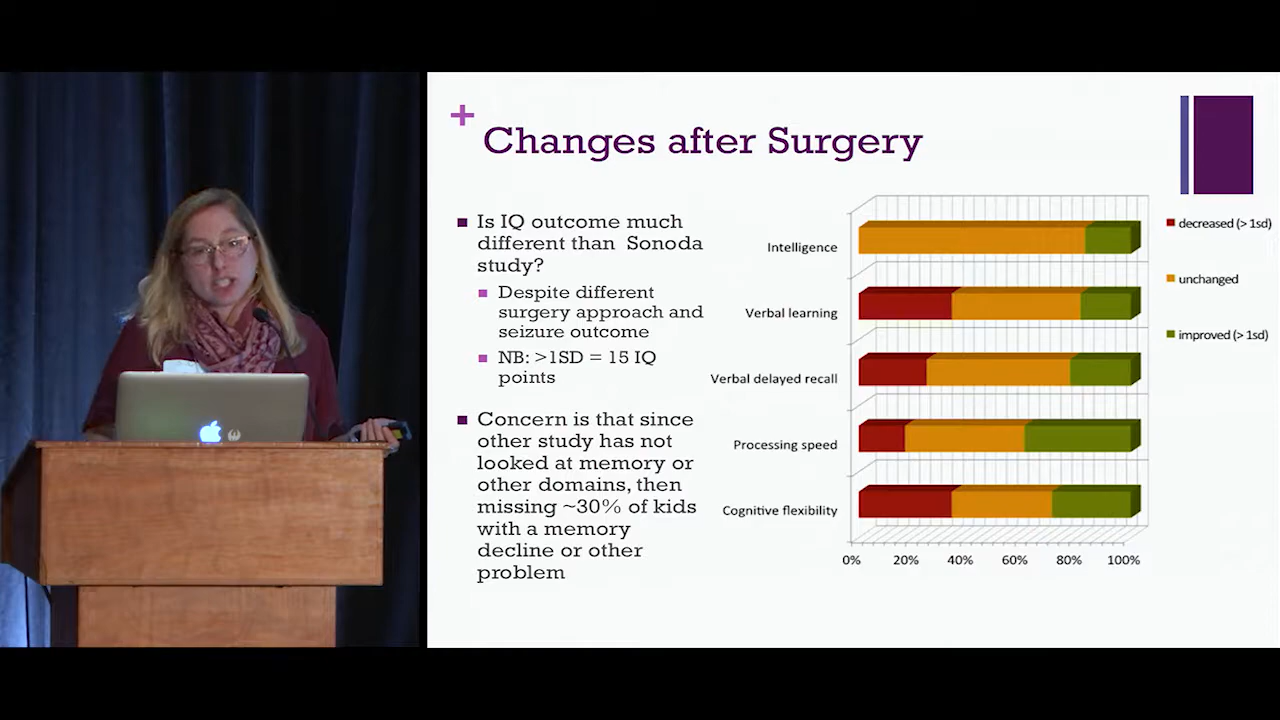 +
Changes after Surgery
Is IQ outcome much
different than Sonoda
study?
Despite different
surgery approach and
seizure outcome
NB: >1SD = 15 IQ
points
Concern is that since
other study has not
looked at memory or
other domains, then
missing ~30% of kids
with a memory
decline or other
problem
Intelligence
Verbal learning
Verbal delayed recall
Processing speed
Cognitive flexibility
0% 20% 40% 60% 80% 100%
decreased (> 1sd)
unchanged
improved (> 1sd)